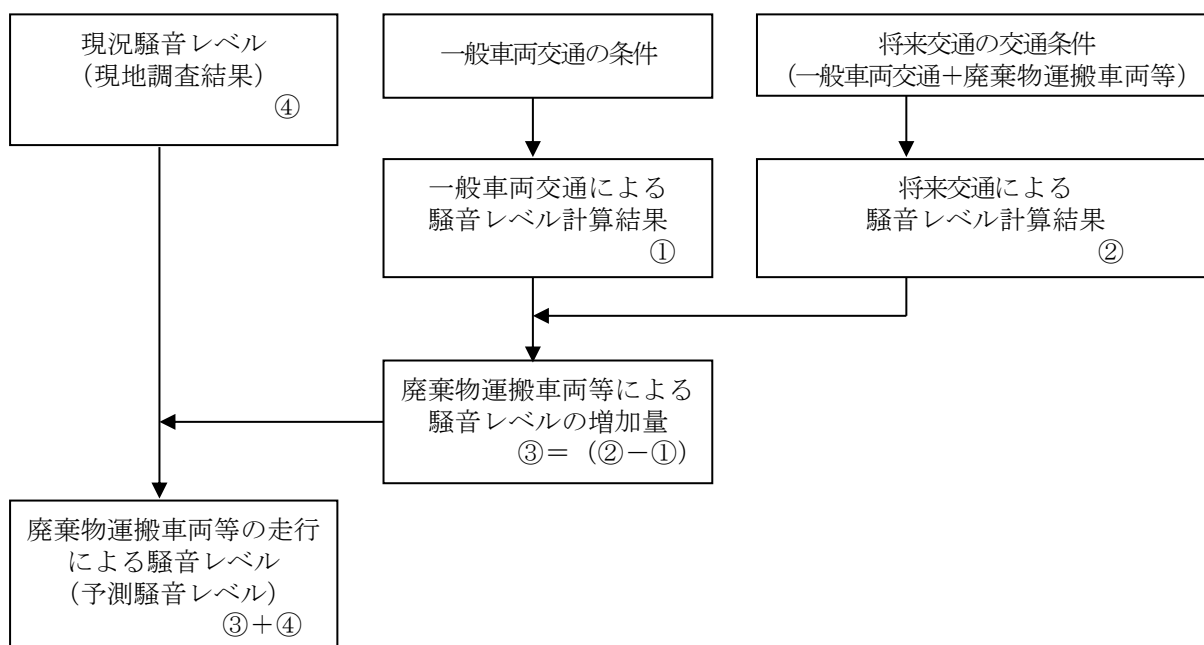 現況騒音レベル
（現地調査結果）
④
一般車両交通の条件
将来交通の交通条件
（一般車両交通＋廃棄物運搬車両等）
一般車両交通による
騒音レベル計算結果
①
将来交通による
騒音レベル計算結果
②
廃棄物運搬車両等による
騒音レベルの増加量
③＝（②－①）
廃棄物運搬車両等の走行
による騒音レベル
（予測騒音レベル）
③＋④